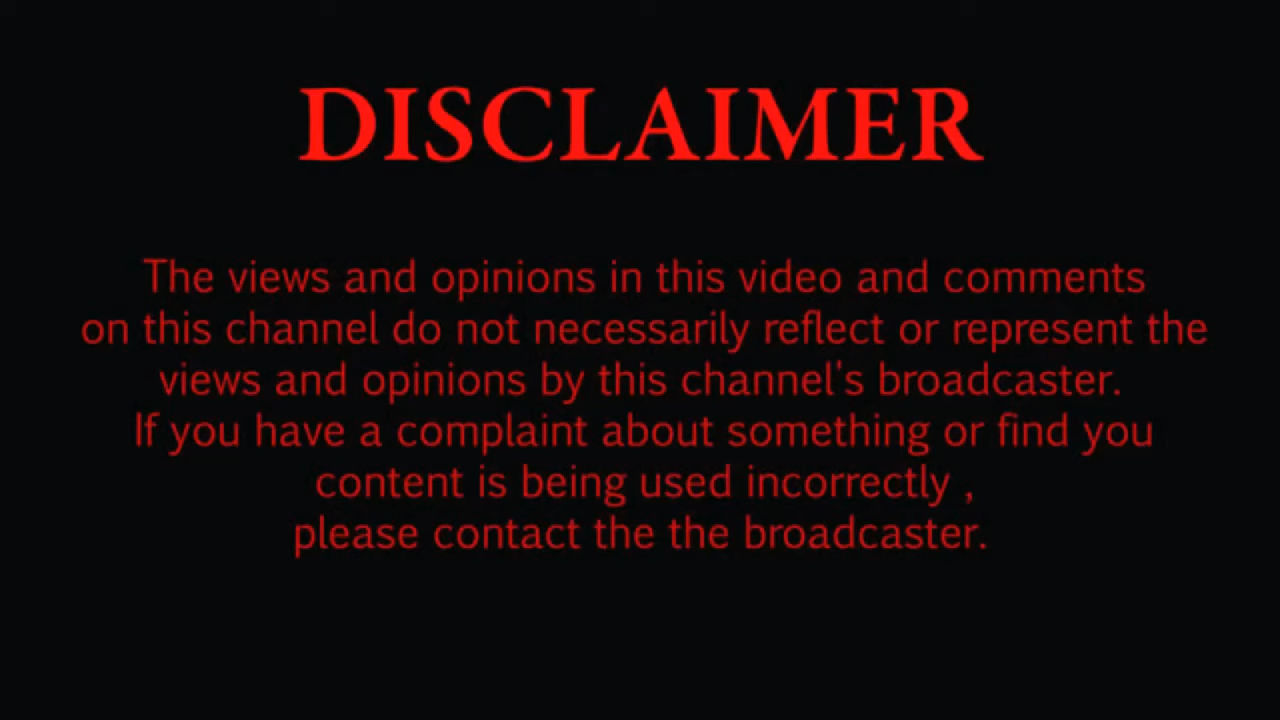 DISCLAIMER
The views and opinions in this video and comments
on this channel do not necessarily reflect or represent the
views and opinions by this channel's broadcaster.
If you have a complaint about something or find you
content is being used incorrectly ,
please contact the the broadcaster.